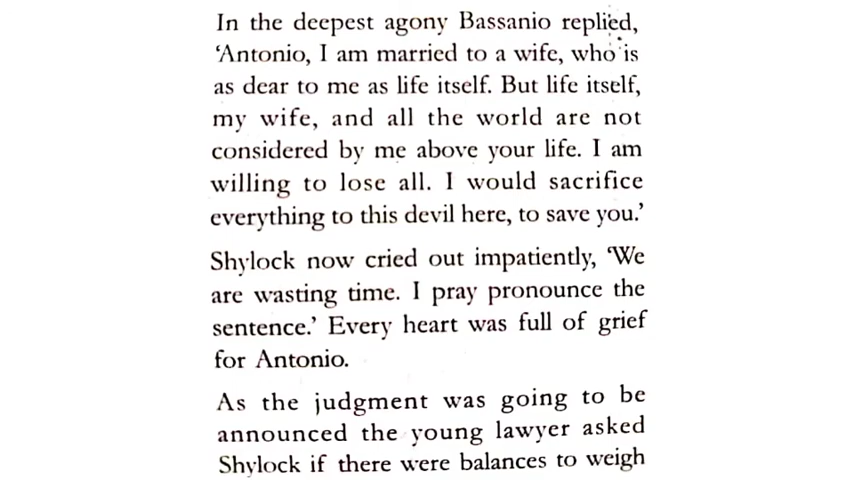 In the deepest agony Bassanio replied,
‘Antonio, I am married to a wife, who is
as dear to me as life itself. But life itself,
my wife, and all the world are not
considered by me above your life. I am
willing to lose all. I would sacrifice
everything to this devil here, to save you.’
Shylock now cried out impatiently, ‘We
are wasting time. I pray pronounce the
sentence.’ Every heart was full of grief
for Antonio.
As the judgment was going to be
announced the young lawyer asked
Shylock if there were balances to weigh